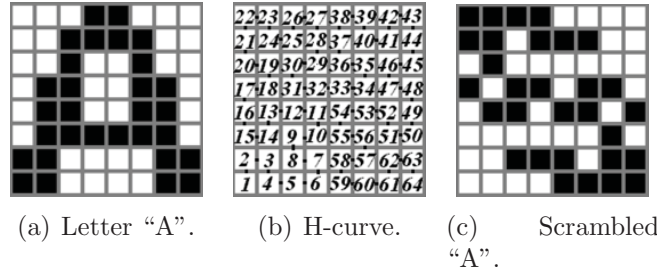 22 23 26 27 38 39 42 43
21 24 25 28 37 40 41 44
20 19 30 29 36 35 46 45
17 18 31 32 33 34 47 48
16 13 12 11 54 53 52 49
15 14 9 10 55 56 51 50
2 3 8 7 58 57 62 63
1 4 5 6 59 60 61 64
(a) Letter “A”. (b) H-curve. (c) Scrambled
“A”.